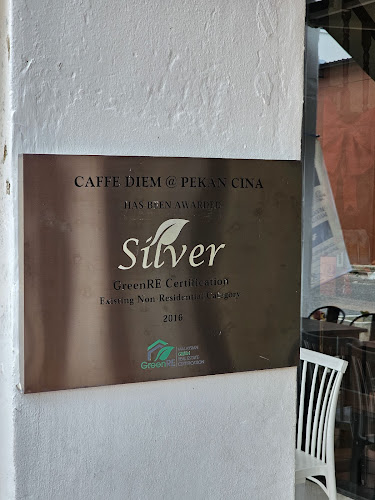 CAFFE DIEM @ PEKAN CINA
HAS BEEN AWARDED
Silver
GreenRE Certification
Existing Non Residential Category
2016
GreenRE